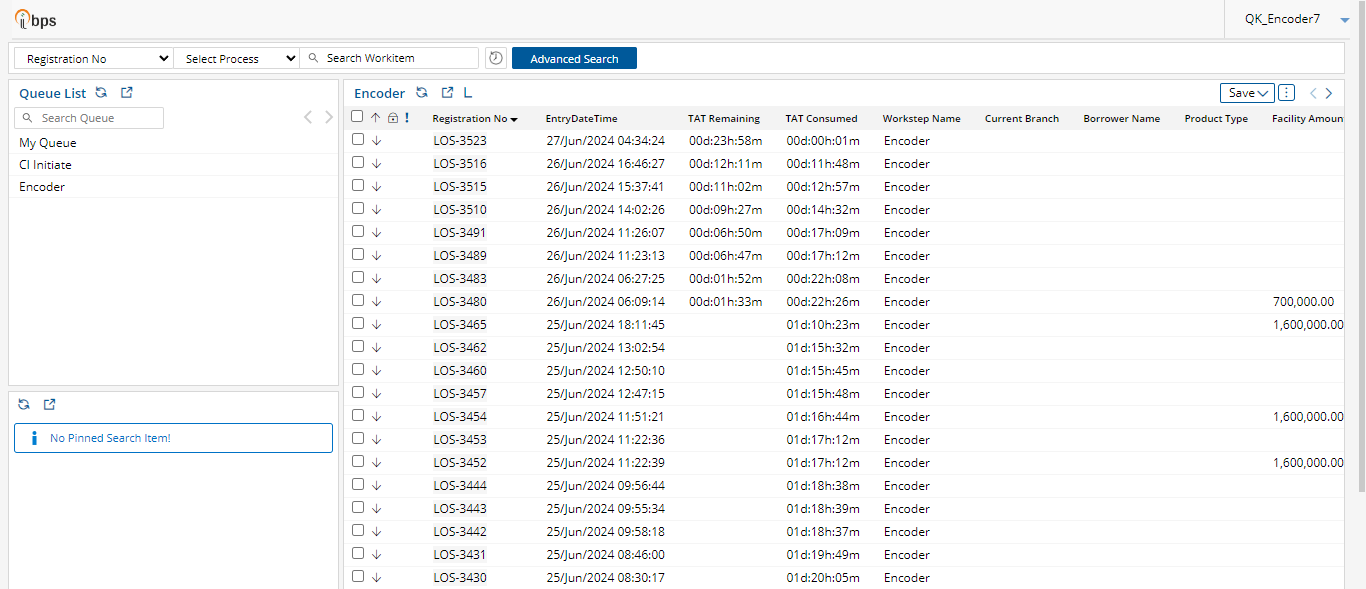 ibps
QK_Encoder7
Registration No Select Process Search Workitem Advanced Search
Queue List
Search Queue
My Queue
CI Initiate
Encoder
No Pinned Search Item!
Encoder Save
Registration No EntryDateTime TAT Remaining TAT Consumed Workstep Name Current Branch Borrower Name Product Type Facility Amoun
LOS-3523 27/Jun/2024 04:34:24 00d:23h:58m 00d:00h:01m Encoder
LOS-3516 26/Jun/2024 16:46:27 00d:12h:11m 00d:11h:48m Encoder
LOS-3515 26/Jun/2024 15:37:41 00d:11h:02m 00d:12h:57m Encoder
LOS-3510 26/Jun/2024 14:02:26 00d:09h:27m 00d:14h:32m Encoder
LOS-3491 26/Jun/2024 11:26:07 00d:06h:50m 00d:17h:09m Encoder
LOS-3489 26/Jun/2024 11:23:13 00d:06h:47m 00d:17h:12m Encoder
LOS-3483 26/Jun/2024 06:27:25 00d:01h:52m 00d:22h:08m Encoder
LOS-3480 26/Jun/2024 06:09:14 00d:01h:33m 00d:22h:26m Encoder 700,000.00
LOS-3465 25/Jun/2024 18:11:45 01d:10h:23m Encoder 1,600,000.00
LOS-3462 25/Jun/2024 13:02:54 01d:15h:32m Encoder
LOS-3460 25/Jun/2024 12:50:10 01d:15h:45m Encoder
LOS-3457 25/Jun/2024 12:47:15 01d:15h:48m Encoder
LOS-3454 25/Jun/2024 11:51:21 01d:16h:44m Encoder 1,600,000.00
LOS-3453 25/Jun/2024 11:22:36 01d:17h:12m Encoder
LOS-3452 25/Jun/2024 11:22:39 01d:17h:12m Encoder 1,600,000.00
LOS-3444 25/Jun/2024 09:56:44 01d:18h:38m Encoder
LOS-3443 25/Jun/2024 09:55:34 01d:18h:39m Encoder
LOS-3442 25/Jun/2024 09:58:18 01d:18h:37m Encoder
LOS-3431 25/Jun/2024 08:46:00 01d:19h:49m Encoder
LOS-3430 25/Jun/2024 08:30:17 01d:20h:05m Encoder